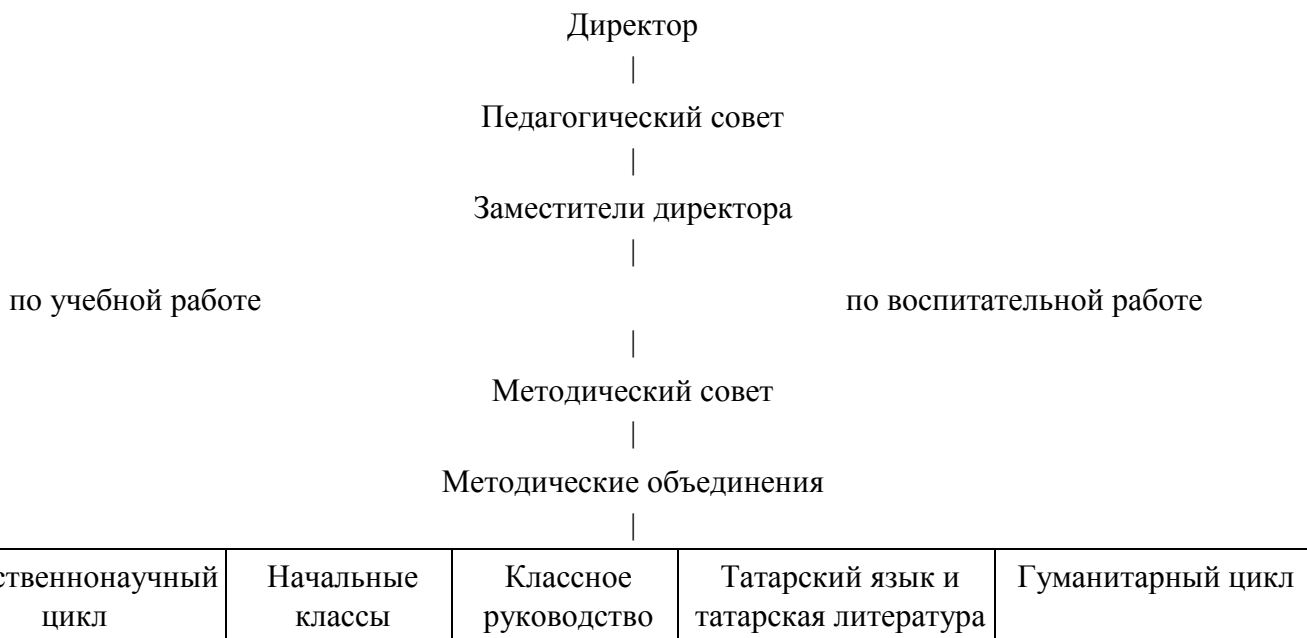 Директор
|
Педагогический совет
|
Заместители директора
|
по учебной работе по воспитательной работе
|
Методический совет
|
Методические объединения
|
ственнонаучный Начальные Классное Татарский язык и Гуманитарный цикл
цикл классы руководство татарская литература